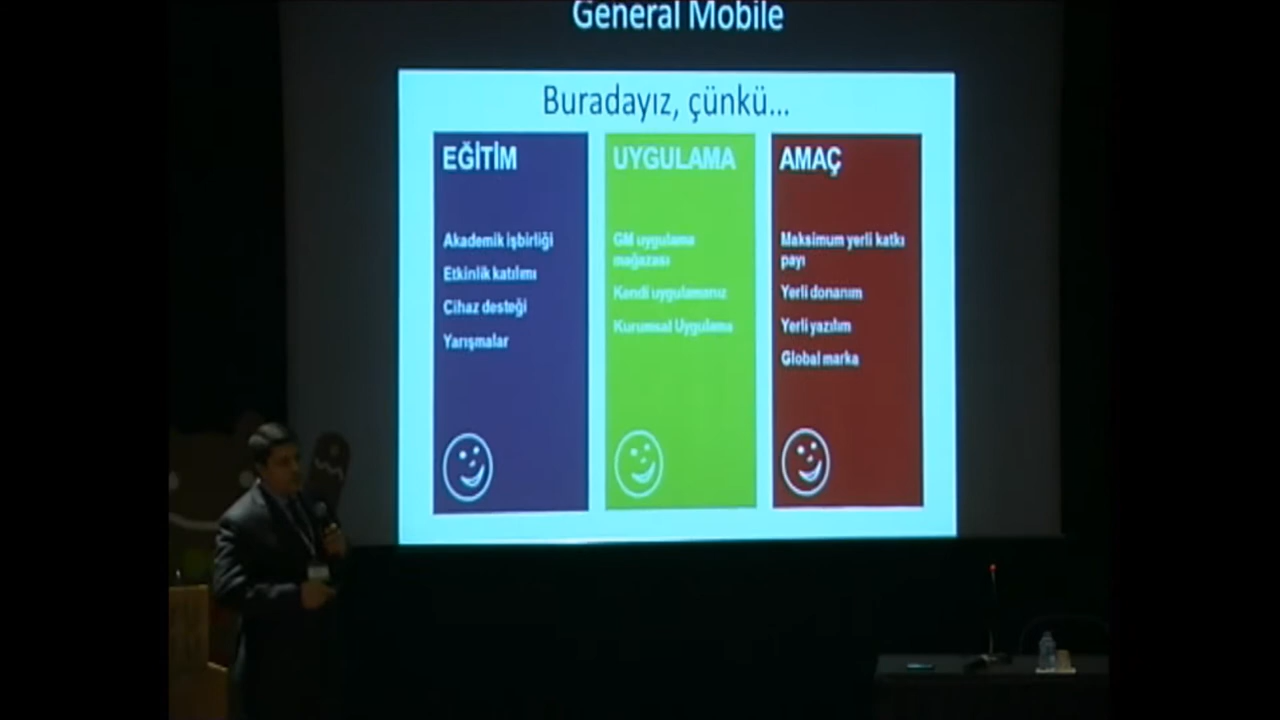 General Mobile
Buradayız, çünkü...
EĞİTİM
Akademik işbirliği
Etkinlik katılımı
Cihaz desteği
Yarışmalar
UYGULAMA
GM uygulama
mağazası
Kendi uygulamanız
Kurumsal Uygulama
AMAÇ
Maksimum yerli katkı
payı
Yerli donanım
Yerli yazılım
Global marka